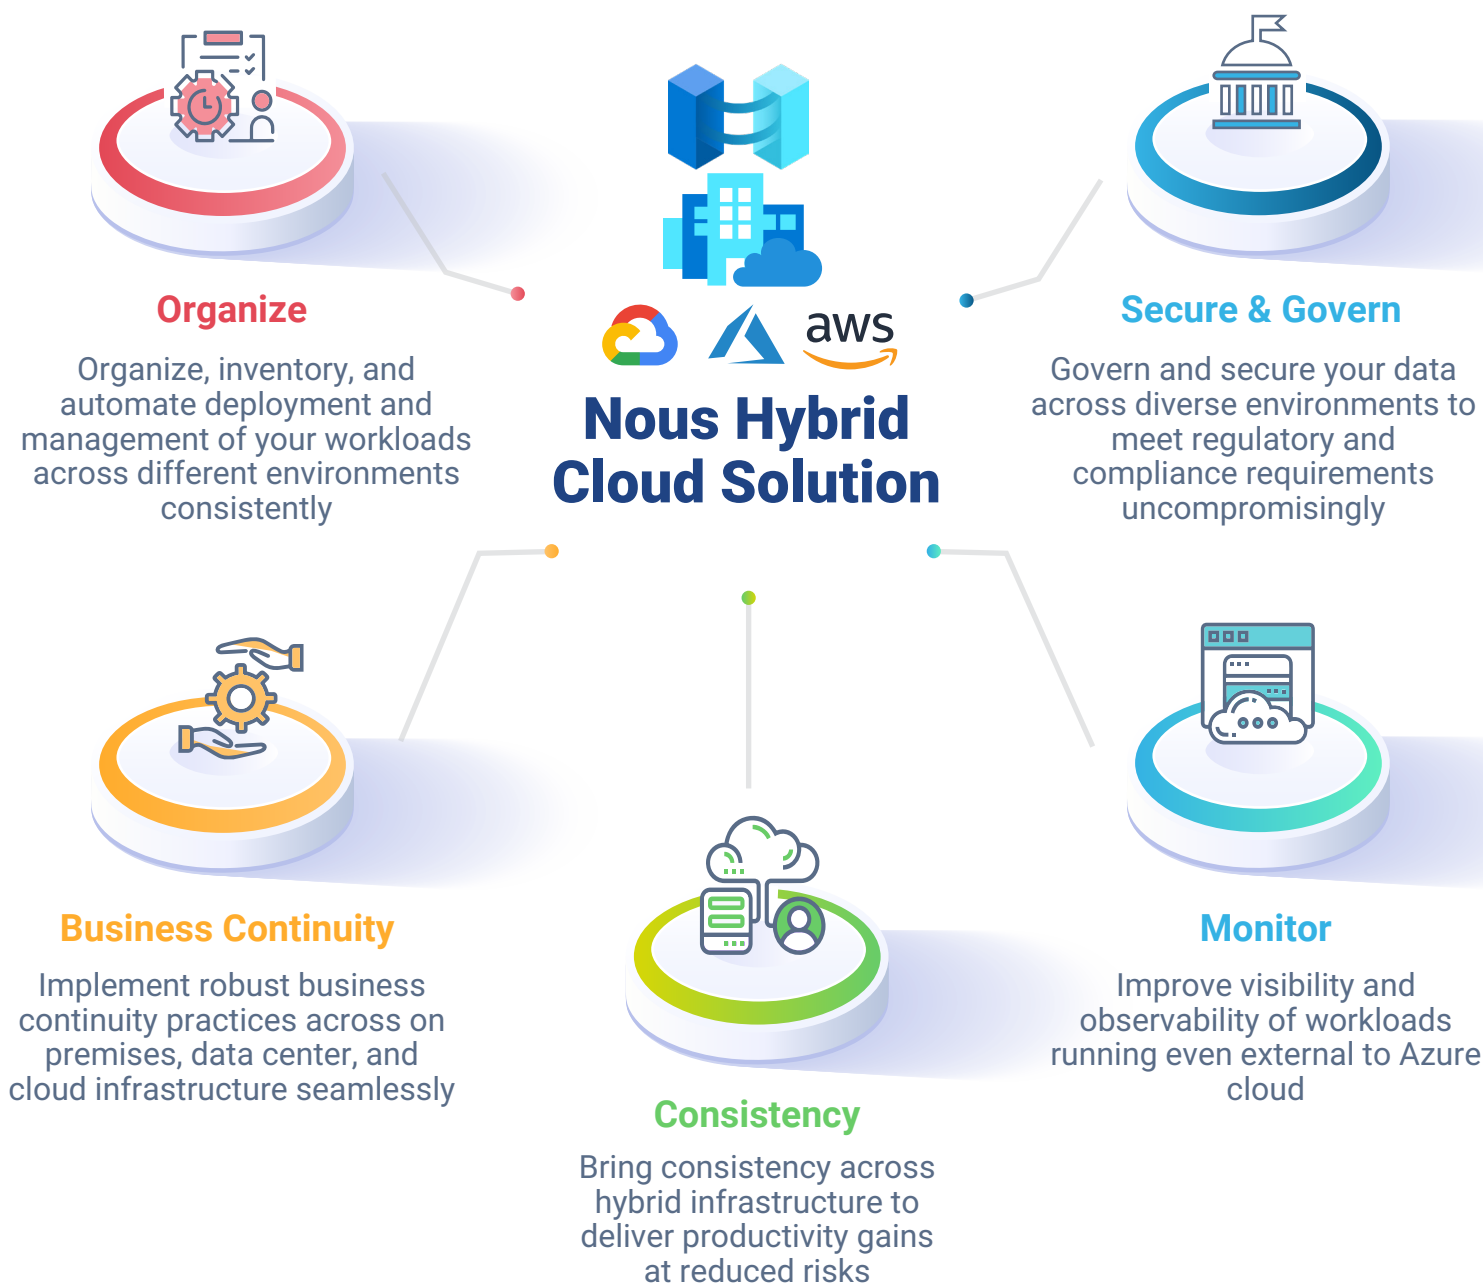 aws
Nous Hybrid
Cloud Solution
Organize
Organize, inventory, and
automate deployment and
management of your workloads
across different environments
consistently
Secure & Govern
Govern and secure your data
across diverse environments to
meet regulatory and
compliance requirements
uncompromisingly
Business Continuity
Implement robust business
continuity practices across on
premises, data center, and
cloud infrastructure seamlessly
Consistency
Bring consistency across
hybrid infrastructure to
deliver productivity gains
at reduced risks
Monitor
Improve visibility and
observability of workloads
running even external to Azure
cloud